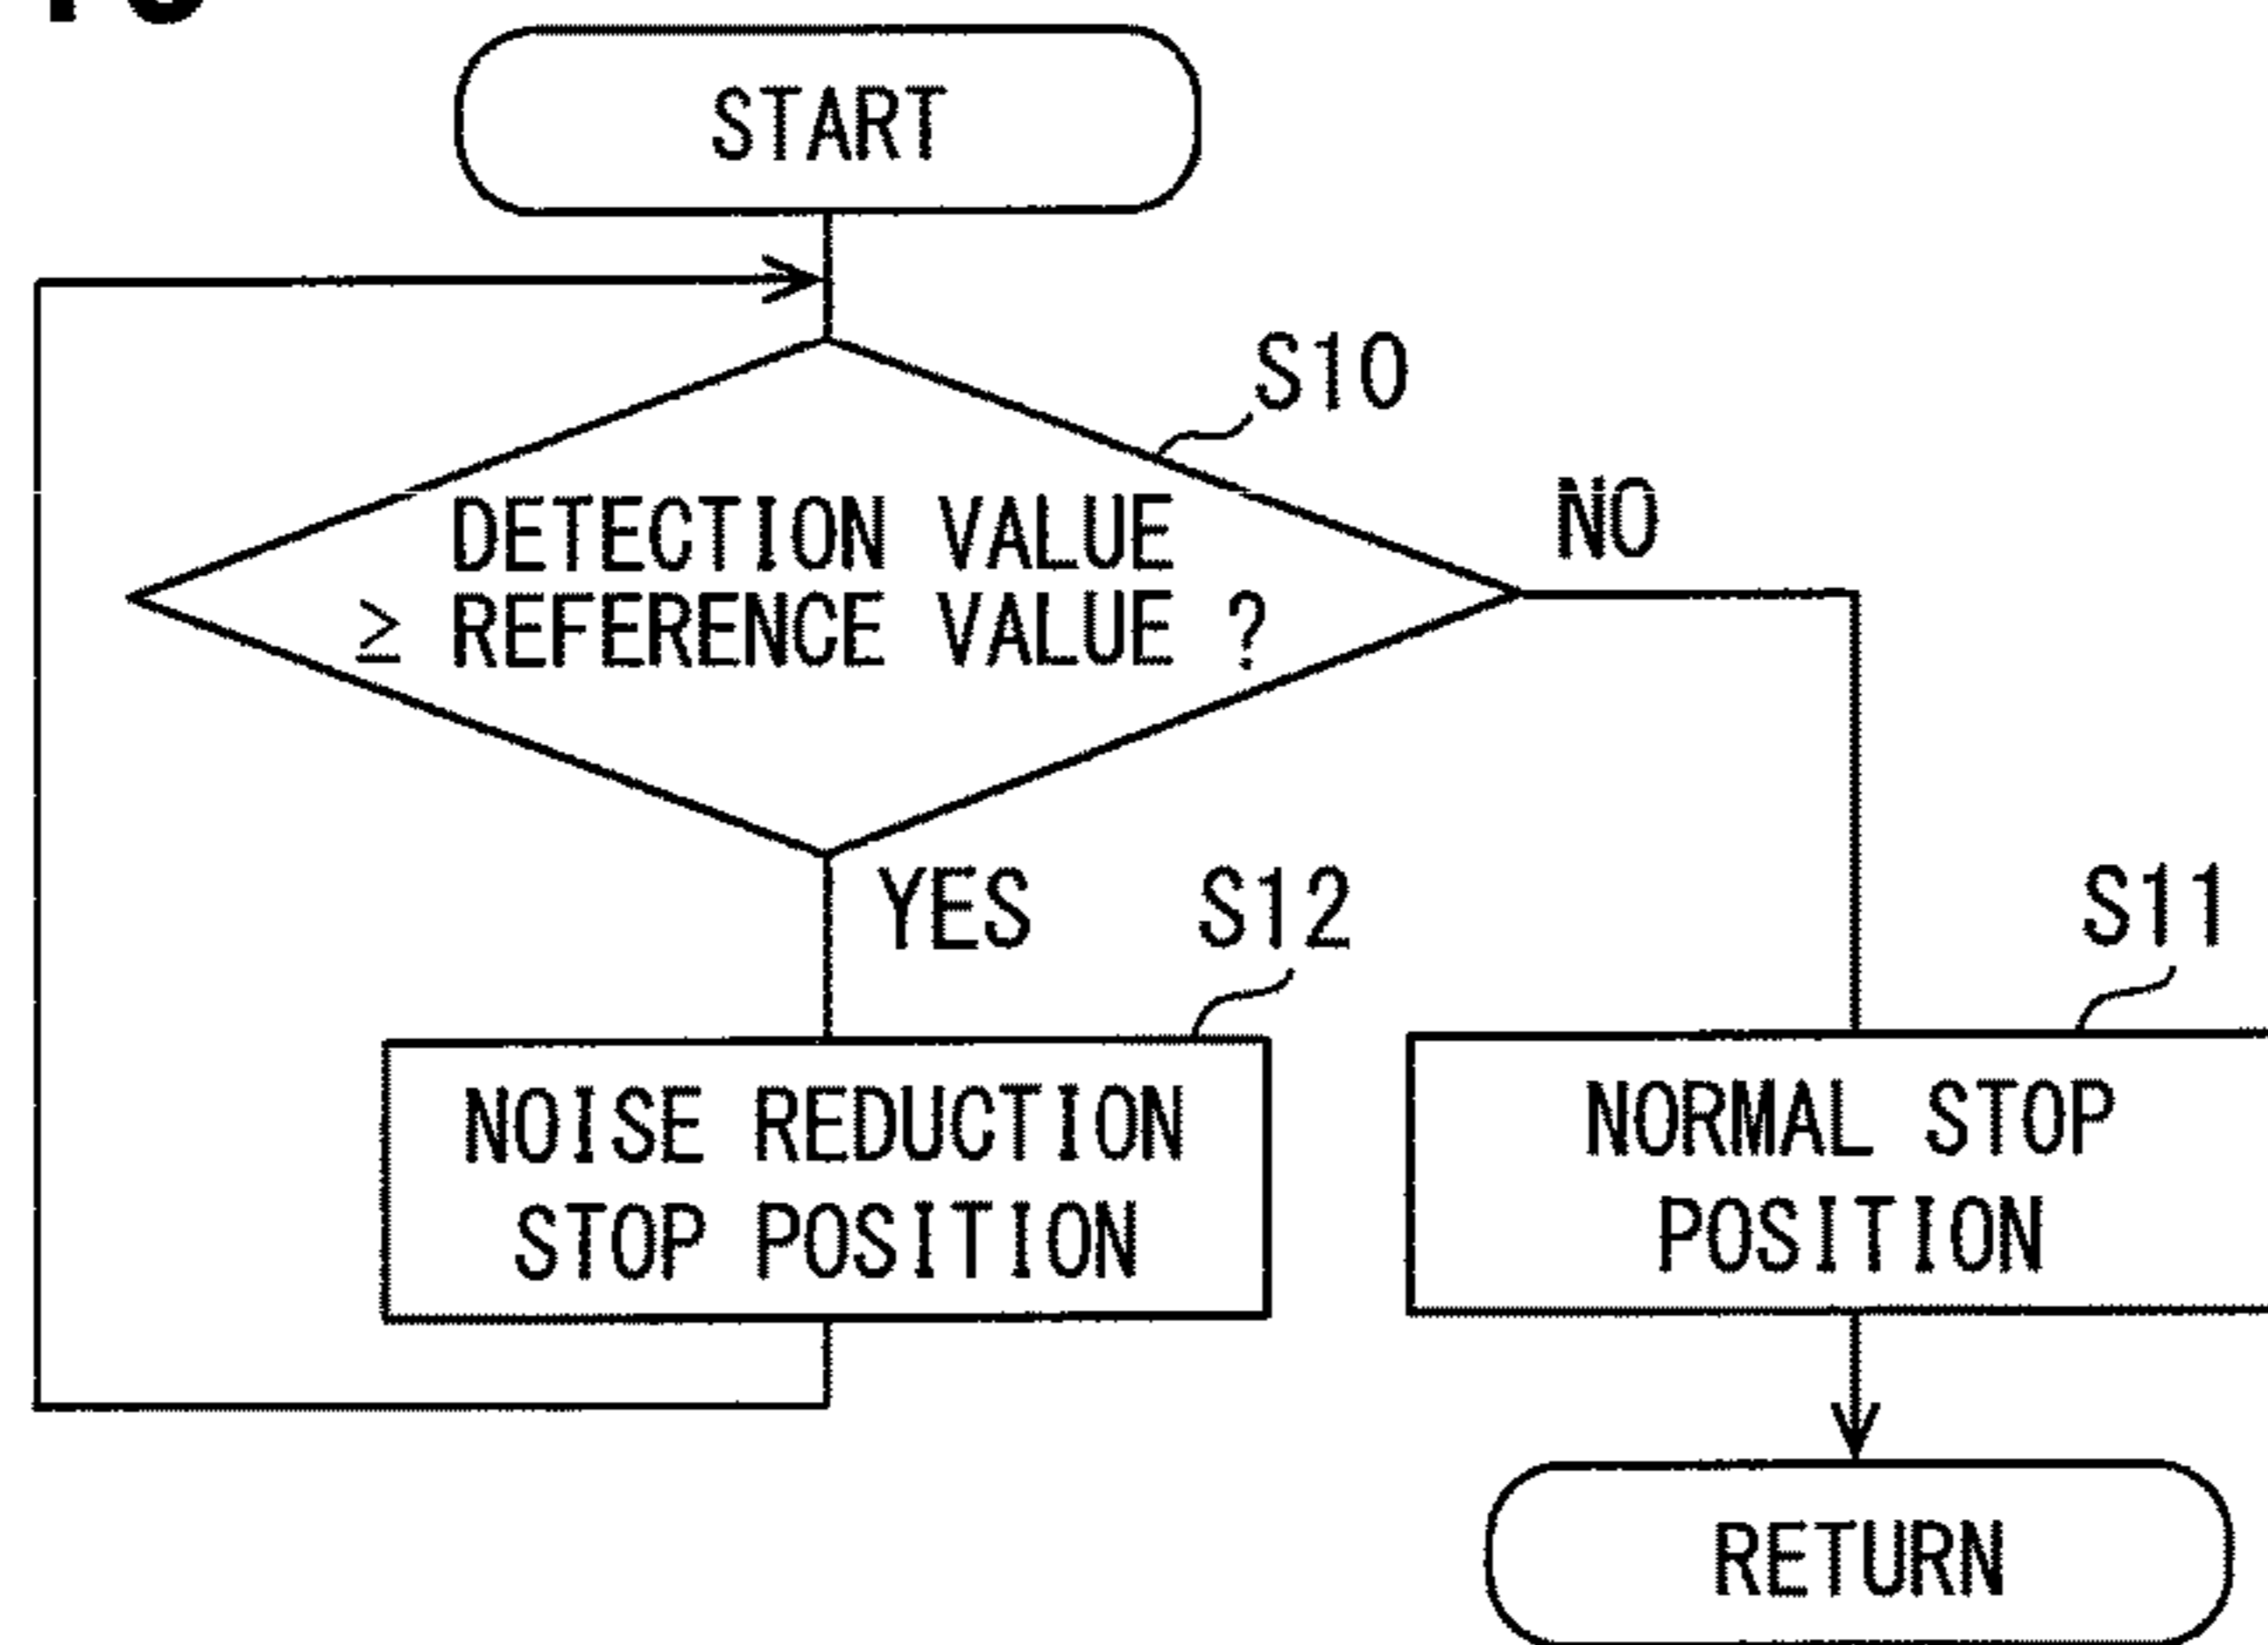 START
S10
DETECTION VALUE
≥ REFERENCE VALUE ?
NO
YES
S12
S11
NOISE REDUCTION
STOP POSITION
NORMAL STOP
POSITION
RETURN